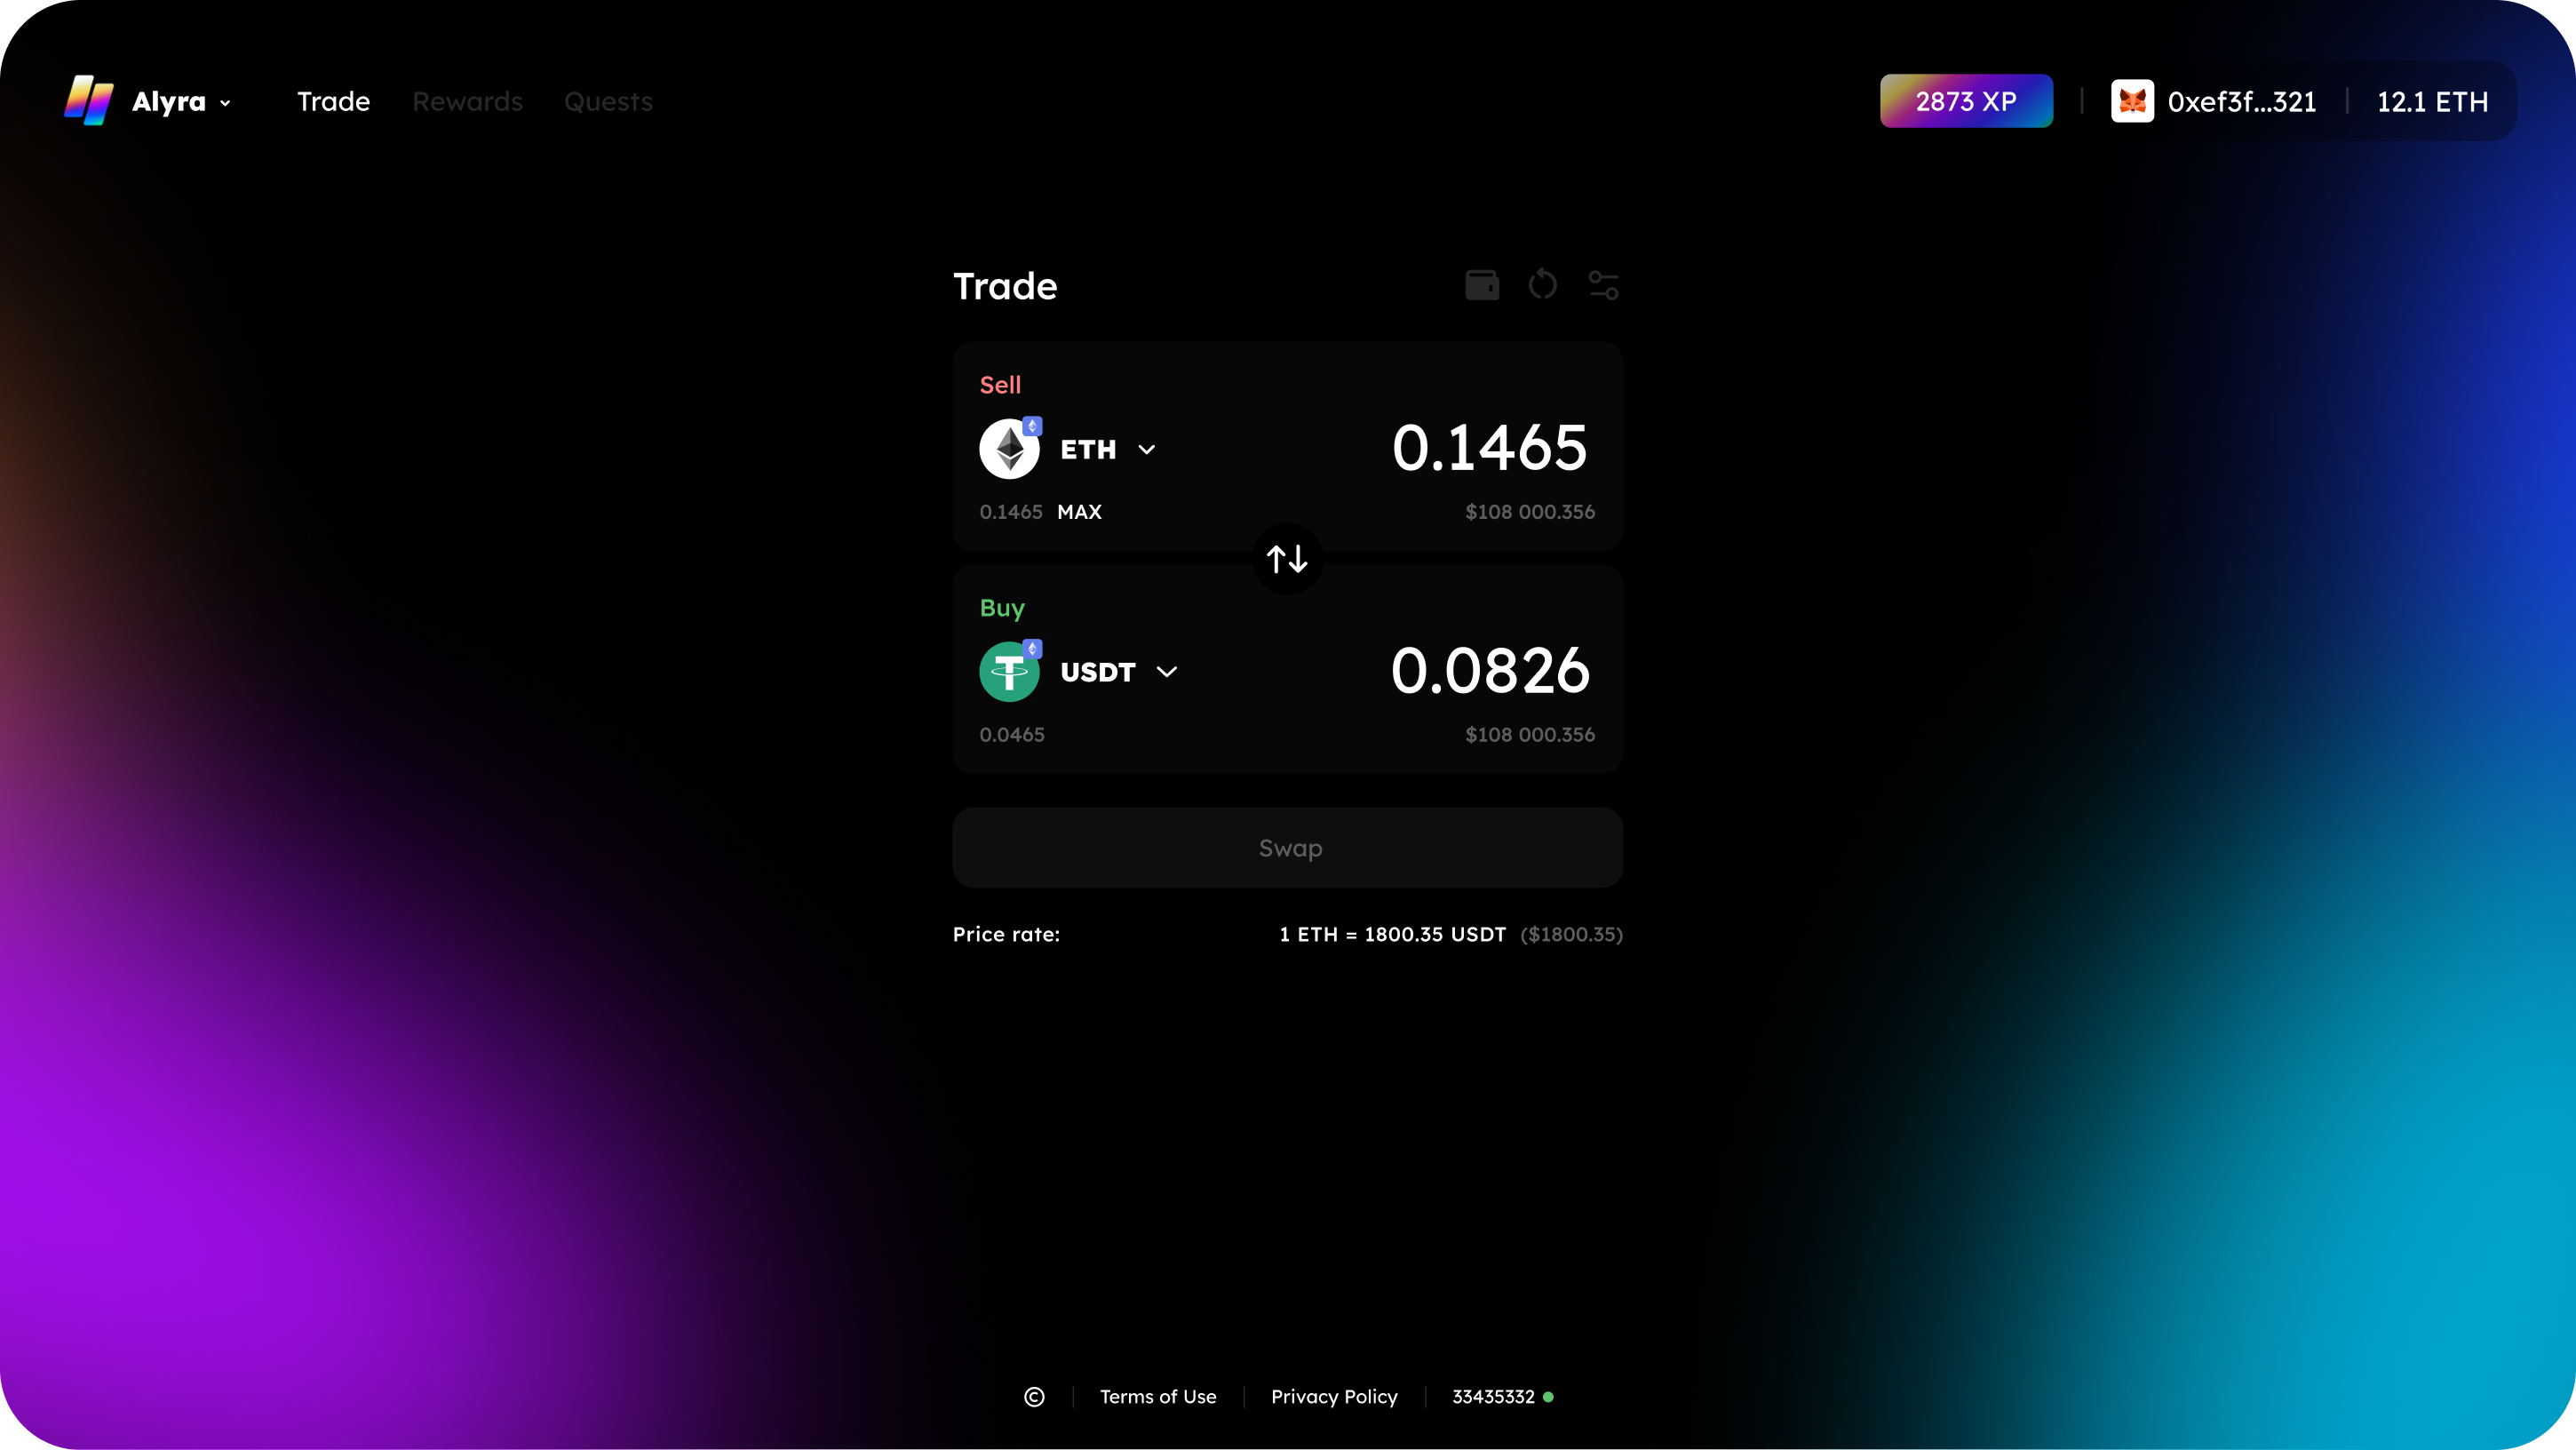 Alyra Trade Rewards Quests 2873 XP 0xef3f...321 12.1 ETH
Trade
Sell
ETH 0.1465
0.1465 MAX $108 000.356
Buy
USDT 0.0826
0.0465 $108 000.356
Swap
Price rate: 1 ETH = 1800.35 USDT ($1800.35)
© Terms of Use Privacy Policy 33435332